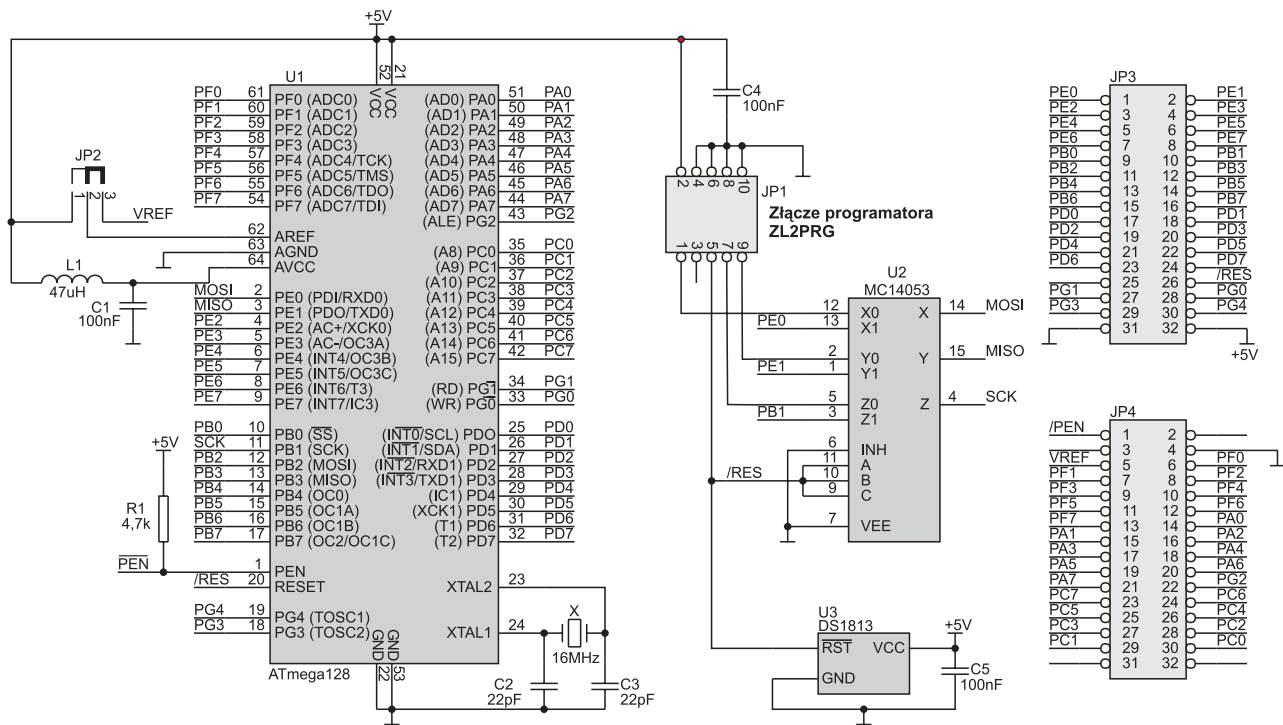 +5V
U1
52 21
VCC VCC
PF0 61 PF0 (ADC0) (AD0) PA0 51 PA0
PF1 60 PF1 (ADC1) (AD1) PA1 50 PA1
PF2 59 PF2 (ADC2) (AD2) PA2 49 PA2
PF3 58 PF3 (ADC3) (AD3) PA3 48 PA3
PF4 57 PF4 (ADC4/TCK) (AD4) PA4 47 PA4
PF5 56 PF5 (ADC5/TMS) (AD5) PA5 46 PA5
PF6 55 PF6 (ADC6/TDO) (AD6) PA6 45 PA6
PF7 54 PF7 (ADC7/TDI) (AD7) PA7 44 PA7
(ALE) PG2 43 PG2
JP2
1 2 3
VREF
62 AREF
63 AGND (A8) PC0 35 PC0
64 AVCC (A9) PC1 36 PC1
(A10) PC2 37 PC2
L1
47uH
C1
100nF
MOSI 2 PE0 (PDI/RXD0) (A11) PC3 38 PC3
MISO 3 PE1 (PDO/TXD0) (A12) PC4 39 PC4
PE2 4 PE2 (AC+/XCK0) (A13) PC5 40 PC5
PE3 5 PE3 (AC-/OC3A) (A14) PC6 41 PC6
PE4 6 PE4 (INT4/OC3B) (A15) PC7 42 PC7
PE5 7 PE5 (INT5/OC3C)
PE6 8 PE6 (INT6/T3) (RD) PG1 34 PG1
PE7 9 PE7 (INT7/IC3) (WR) PG0 33 PG0
PB0 10 PB0 (SS) (INT0/SCL) PD0 25 PD0
SCK 11 PB1 (SCK) (INT1/SDA) PD1 26 PD1
PB2 12 PB2 (MOSI) (INT2/RXD1) PD2 27 PD2
PB3 13 PB3 (MISO) (INT3/TXD1) PD3 28 PD3
PB4 14 PB4 (OC0) (IC1) PD4 29 PD4
PB5 15 PB5 (OC1A) (XCK1) PD5 30 PD5
PB6 16 PB6 (OC1B) (T1) PD6 31 PD6
PB7 17 PB7 (OC2/OC1C) (T2) PD7 32 PD7
+5V
R1
4,7k
PEN 1 PEN
/RES 20 RESET XTAL2 23
PG4 19 PG4 (TOSC1)
PG3 18 PG3 (TOSC2) XTAL1 24
GND GND
22 53
ATmega128
X
16MHz
C2
22pF
C3
22pF
C4
100nF
2 4 6 8 10
JP1
1 3 5 7 9
Złącze programatora
ZL2PRG
U2
MC14053
12 X0 X 14 MOSI
PE0 13 X1
2 Y0 Y 15 MISO
PE1 1 Y1
5 Z0 Z 4 SCK
PB1 3 Z1
6 INH
11 A
/RES 10 B
9 C
7 VEE
U3
DS1813
RST VCC
GND
+5V
C5
100nF
JP3
PE0 1 2 PE1
PE2 3 4 PE3
PE4 5 6 PE5
PE6 7 8 PE7
PB0 9 10 PB1
PB2 11 12 PB3
PB4 13 14 PB5
PB6 15 16 PB7
PD0 17 18 PD1
PD2 19 20 PD3
PD4 21 22 PD5
PD6 23 24 PD7
25 26 /RES
PG1 27 28 PG0
PG3 29 30 PG4
31 32
+5V
JP4
/PEN 1 2
3 4
VREF 5 6 PF0
PF1 7 8 PF2
PF3 9 10 PF4
PF5 11 12 PF6
PF7 13 14 PA0
PA1 15 16 PA2
PA3 17 18 PA4
PA5 19 20 PA6
PA7 21 22 PG2
PC7 23 24 PC6
PC5 25 26 PC4
PC3 27 28 PC2
PC1 29 30 PC0
31 32